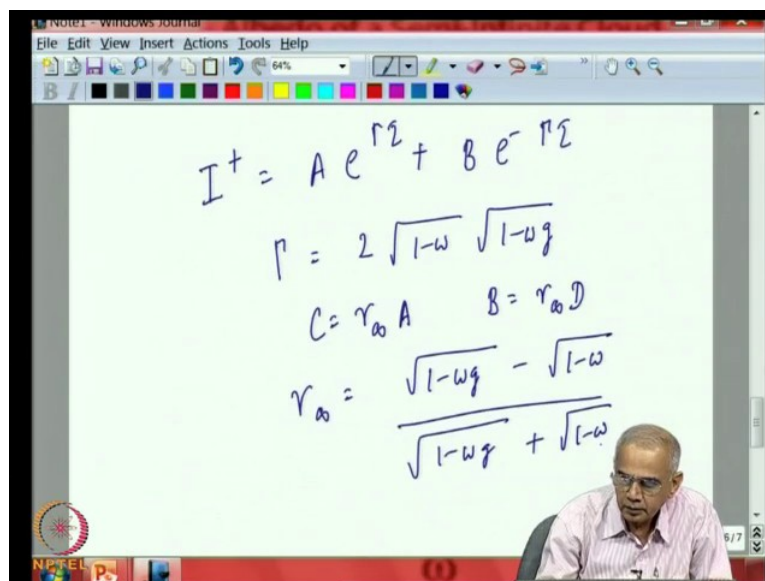 Note1 - Windows Journal
File Edit View Insert Actions Tools Help
64%
B I
I⁺ = A e^{Γτ} + B e^{-Γτ}
Γ = 2 √(1-ω) √(1-ωg)
C = r∞ A B = r∞ D
r∞ = (√(1-ωg) - √(1-ω)) / (√(1-ωg) + √(1-ω))
6/7
NPTEL